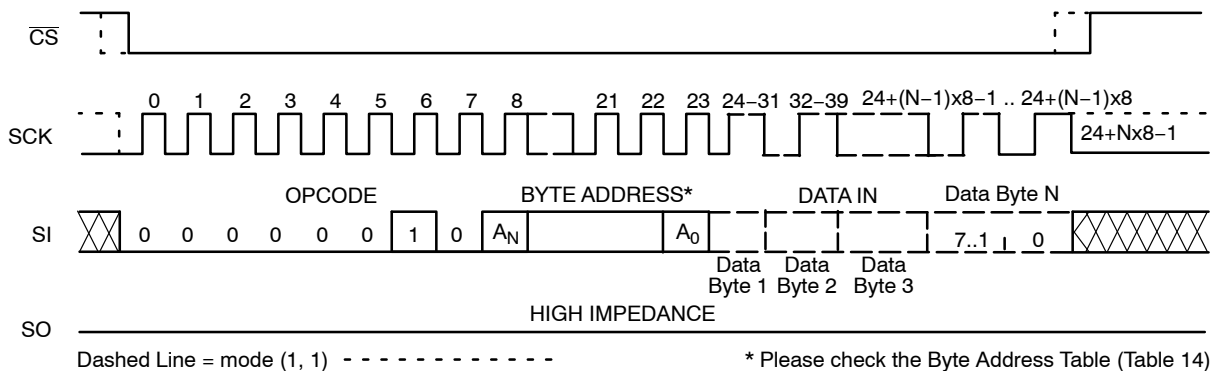 CS
0 1 2 3 4 5 6 7 8 21 22 23 24−31 32−39 24+(N−1)x8−1 .. 24+(N−1)x8
SCK
24+Nx8−1
OPCODE BYTE ADDRESS* DATA IN Data Byte N
SI
0 0 0 0 0 0 1 0 AN A0 7..1 0
Data Byte 1
Data Byte 2
Data Byte 3
HIGH IMPEDANCE
SO
Dashed Line = mode (1, 1)
* Please check the Byte Address Table (Table 14)